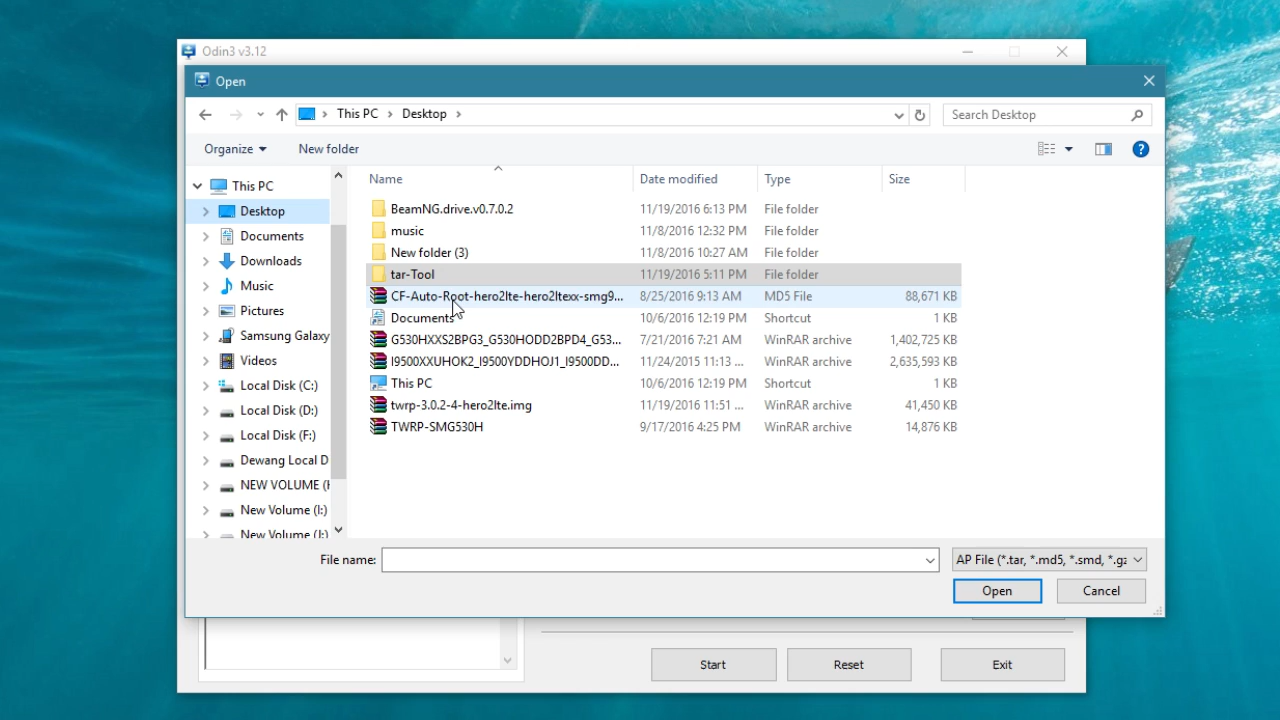 Odin3 v3.12
Open
This PC > Desktop >
Search Desktop
Organize
New folder
This PC
Desktop
Documents
Downloads
Music
Pictures
Samsung Galaxy
Videos
Local Disk (C:)
Local Disk (D:)
Local Disk (F:)
Dewang Local D
NEW VOLUME (H
New Volume (I:)
New Volume (J:)
Name Date modified Type Size
BeamNG.drive.v0.7.0.2 11/19/2016 6:13 PM File folder
music 11/8/2016 12:32 PM File folder
New folder (3) 11/8/2016 10:27 AM File folder
tar-Tool 11/19/2016 5:11 PM File folder
CF-Auto-Root-hero2lte-hero2ltexx-smg9... 8/25/2016 9:13 AM MD5 File 88,671 KB
Documents 10/6/2016 12:19 PM Shortcut 1 KB
G530HXXS2BPG3_G530HODD2BPD4_G53... 7/21/2016 7:21 AM WinRAR archive 1,402,725 KB
I9500XXUHOK2_I9500YDDHOJ1_I9500DD... 11/24/2015 11:13 ... WinRAR archive 2,635,593 KB
This PC 10/6/2016 12:19 PM Shortcut 1 KB
twrp-3.0.2-4-hero2lte.img 11/19/2016 11:51 ... WinRAR archive 41,450 KB
TWRP-SMG530H 9/17/2016 4:25 PM WinRAR archive 14,876 KB
File name:
AP File (*.tar, *.md5, *.smd, *.gz
Open
Cancel
Start
Reset
Exit